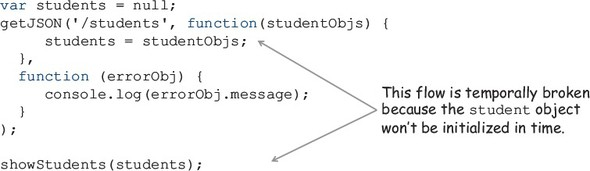 var students = null;
getJSON('/students', function(studentObjs) {
students = studentObjs;
},
function (errorObj) {
console.log(errorObj.message);
}
);
showStudents(students);
This flow is temporally broken
because the student object
won't be initialized in time.